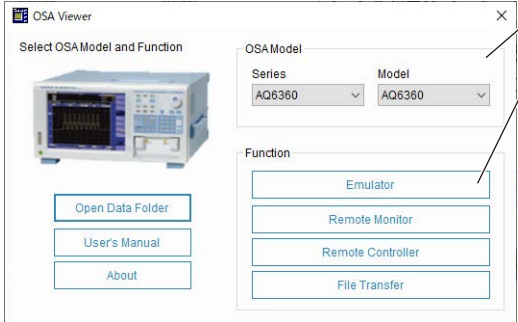 OSA Viewer
Select OSA Model and Function
OSA Model
Series
Model
AQ6360
AQ6360
Function
Emulator
Remote Monitor
Remote Controller
File Transfer
Open Data Folder
User's Manual
About